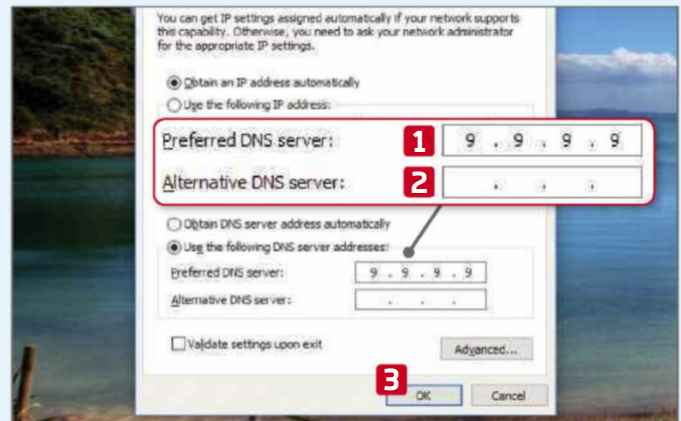 You can get IP settings assigned automatically if your network supports
this capability. Otherwise, you need to ask your network administrator
for the appropriate IP settings.
Obtain an IP address automatically
Use the following IP address:
Preferred DNS server: 1 9 . 9 . 9 . 9
Alternative DNS server: 2 . . .
Obtain DNS server address automatically
Use the following DNS server addresses:
Preferred DNS server: 9 . 9 . 9 . 9
Alternative DNS server: . . .
Validate settings upon exit
Advanced...
3
OK Cancel